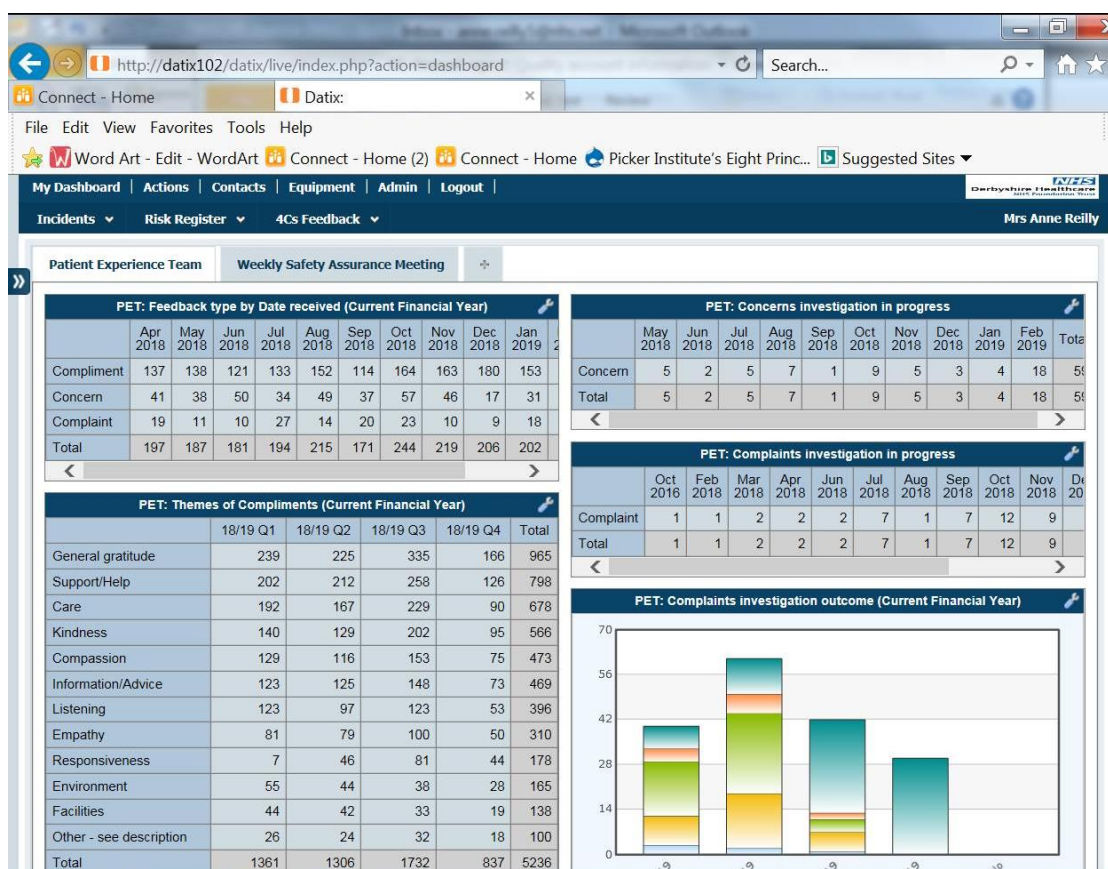 http://datix102/datix/live/index.php?action=dashboard
Search...
Connect - Home
Datix:
File Edit View Favorites Tools Help
Word Art - Edit - WordArt Connect - Home (2) Connect - Home Picker Institute's Eight Princ... Suggested Sites
My Dashboard | Actions | Contacts | Equipment | Admin | Logout |
NHS
Derbyshire Healthcare
NHS Foundation Trust
Incidents Risk Register 4Cs Feedback
Mrs Anne Reilly
Patient Experience Team Weekly Safety Assurance Meeting
PET: Feedback type by Date received (Current Financial Year)
Apr 2018 May 2018 Jun 2018 Jul 2018 Aug 2018 Sep 2018 Oct 2018 Nov 2018 Dec 2018 Jan 2019
Compliment 137 138 121 133 152 114 164 163 180 153
Concern 41 38 50 34 49 37 57 46 17 31
Complaint 19 11 10 27 14 20 23 10 9 18
Total 197 187 181 194 215 171 244 219 206 202
PET: Themes of Compliments (Current Financial Year)
18/19 Q1 18/19 Q2 18/19 Q3 18/19 Q4 Total
General gratitude 239 225 335 166 965
Support/Help 202 212 258 126 798
Care 192 167 229 90 678
Kindness 140 129 202 95 566
Compassion 129 116 153 75 473
Information/Advice 123 125 148 73 469
Listening 123 97 123 53 396
Empathy 81 79 100 50 310
Responsiveness 7 46 81 44 178
Environment 55 44 38 28 165
Facilities 44 42 33 19 138
Other - see description 26 24 32 18 100
Total 1361 1306 1732 837 5236
PET: Concerns investigation in progress
May 2018 Jun 2018 Jul 2018 Aug 2018 Sep 2018 Oct 2018 Nov 2018 Dec 2018 Jan 2019 Feb 2019
Concern 5 2 5 7 1 9 5 3 4 18
Total 5 2 5 7 1 9 5 3 4 18
PET: Complaints investigation in progress
Oct 2016 Feb 2018 Mar 2018 Apr 2018 Jun 2018 Jul 2018 Aug 2018 Sep 2018 Oct 2018 Nov 2018
Complaint 1 1 2 2 2 7 1 7 12 9
Total 1 1 2 2 2 7 1 7 12 9
PET: Complaints investigation outcome (Current Financial Year)
70
56
42
28
14
0